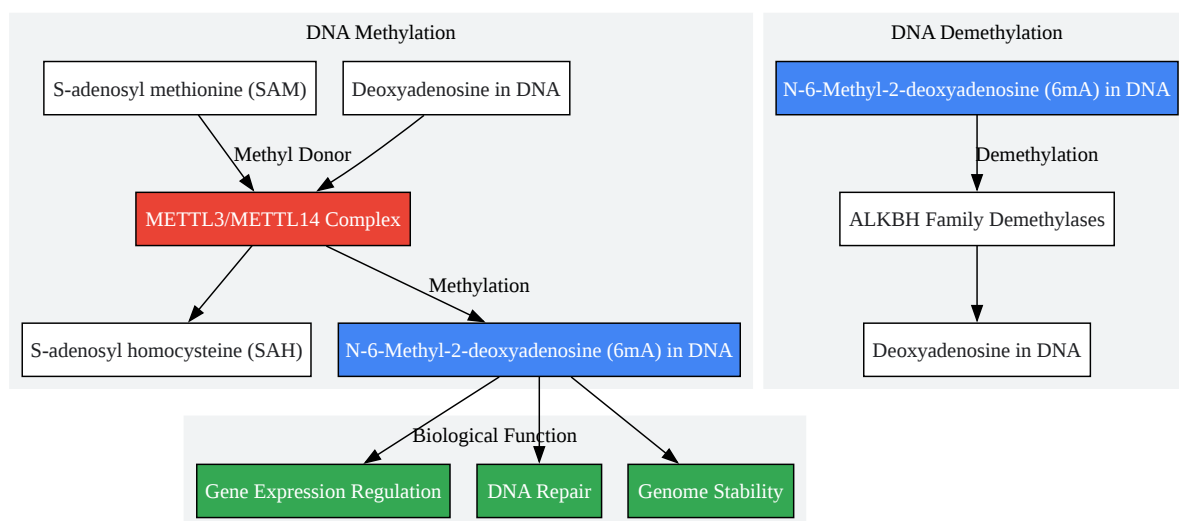 DNA Methylation
S-adenosyl methionine (SAM)
Deoxyadenosine in DNA
Methyl Donor
METTL3/METTL14 Complex
Methylation
S-adenosyl homocysteine (SAH)
N-6-Methyl-2-deoxyadenosine (6mA) in DNA
Biological Function
Gene Expression Regulation
DNA Repair
Genome Stability
DNA Demethylation
N-6-Methyl-2-deoxyadenosine (6mA) in DNA
Demethylation
ALKBH Family Demethylases
Deoxyadenosine in DNA